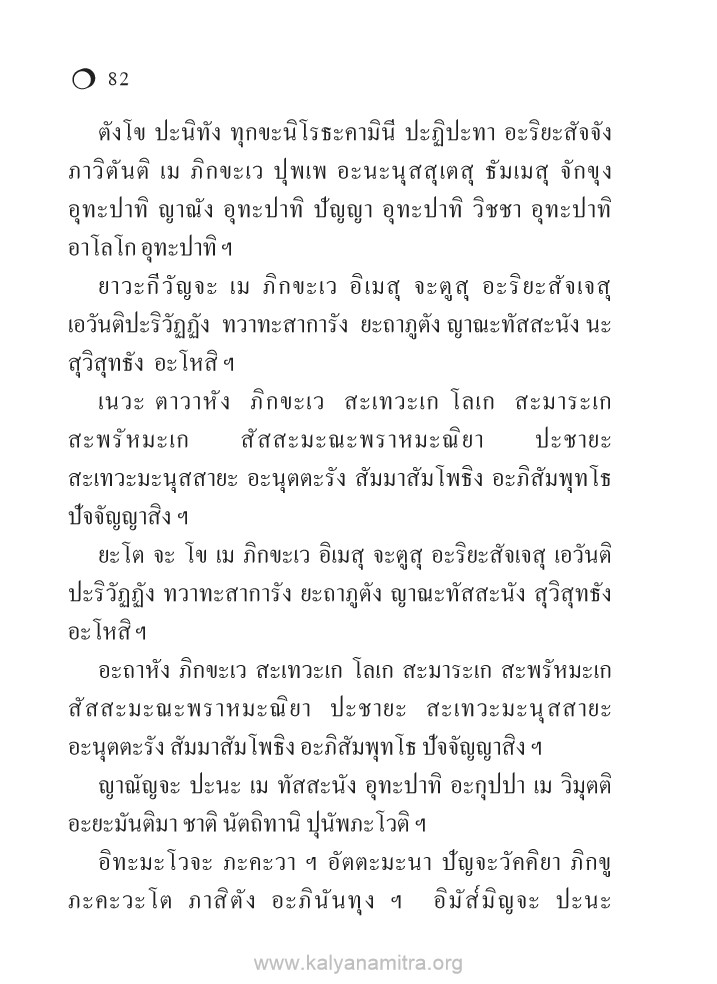 82
ตังโข ปะนิทัง ทุกขะนิโรธะคามินี ปะฏิปะทา อะริยะสัจจัง
ภาวิตันติ เม ภิกขะเว ปุพเพ อะนะนุสสุเตสุ ธัมเมสุ จักขุง
อุทะปาทิ ญาณัง อุทะปาทิ ปัญญา อุทะปาทิ วิชชา อุทะปาทิ
อาโลโก อุทะปาทิ ฯ
ยาวะกีวัญจะ เม ภิกขะเว อิเมสุ จะตูสุ อะริยะสัจเจสุ
เอวันติปะริวัฏฏัง ทวาทะสาการัง ยะถาภูตัง ญาณะทัสสะนัง นะ
สุวิสุทธัง อะโหสิ ฯ
เนวะ ตาวาหัง ภิกขะเว สะเทวะเก โลเก สะมาระเก
สะพรัหมะเก สัสสะมะณะพราหมะณิยา ปะชายะ
สะเทวะมะนุสสายะ อะนุตตะรัง สัมมาสัมโพธิง อะภิสัมพุทโธ
ปัจจัญญาสิง ฯ
ยะโต จะ โข เม ภิกขะเว อิเมสุ จะตูสุ อะริยะสัจเจสุ เอวันติ
ปะริวัฏฏัง ทวาทะสาการัง ยะถาภูตัง ญาณะทัสสะนัง สุวิสุทธัง
อะโหสิ ฯ
อะถาหัง ภิกขะเว สะเทวะเก โลเก สะมาระเก สะพรัหมะเก
สัสสะมะณะพราหมะณิยา ปะชายะ สะเทวะมะนุสสายะ
อะนุตตะรัง สัมมาสัมโพธิง อะภิสัมพุทโธ ปัจจัญญาสิง ฯ
ญาณัญจะ ปะนะ เม ทัสสะนัง อุทะปาทิ อะกุปปา เม วิมุตติ
อะยะมันติมา ชาติ นัตถิทานิ ปุนัพภะโวติ ฯ
อิทะมะโวจะ ภะคะวา ฯ อัตตะมะนา ปัญจะวัคคิยา ภิกขู
ภะคะวะโต ภาสิตัง อะภินันทุง ฯ อิมัส์มิญจะ ปะนะ
www.kalyanamitra.org